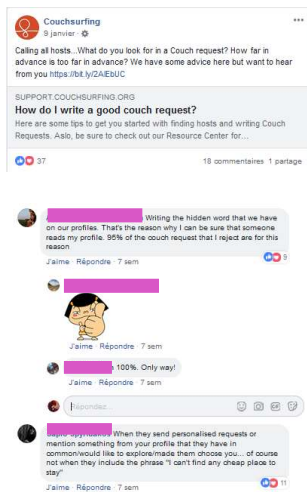 Couchsurfing
9 janvier ·
Calling all hosts...What do you look for in a Couch request? How far in
advance is too far in advance? We have some advice here but want to hear
from you https://bit.ly/2AlEbUC
SUPPORT.COUCHSURFING.ORG
How do I write a good couch request?
Here are some tips to get you started with finding hosts and writing Couch
Requests. Aslo, be sure to check out our Resource Center for...
37
18 commentaires 1 partage
Writing the hidden word that we have
on our profiles. That's the reason why I can be sure that someone
reads my profile. 95% of the couch request that I reject are for this
reason
J'aime · Répondre · 7 sem
9
J'aime · Répondre · 7 sem
100%. Only way!
J'aime · Répondre · 7 sem
Répondez...
When they send personalised requests or
mention something from your profile that they have in
common/would like to explore/made them choose you... of course
not when they include the phrase "I can't find any cheap place to
stay"
J'aime · Répondre · 7 sem
11